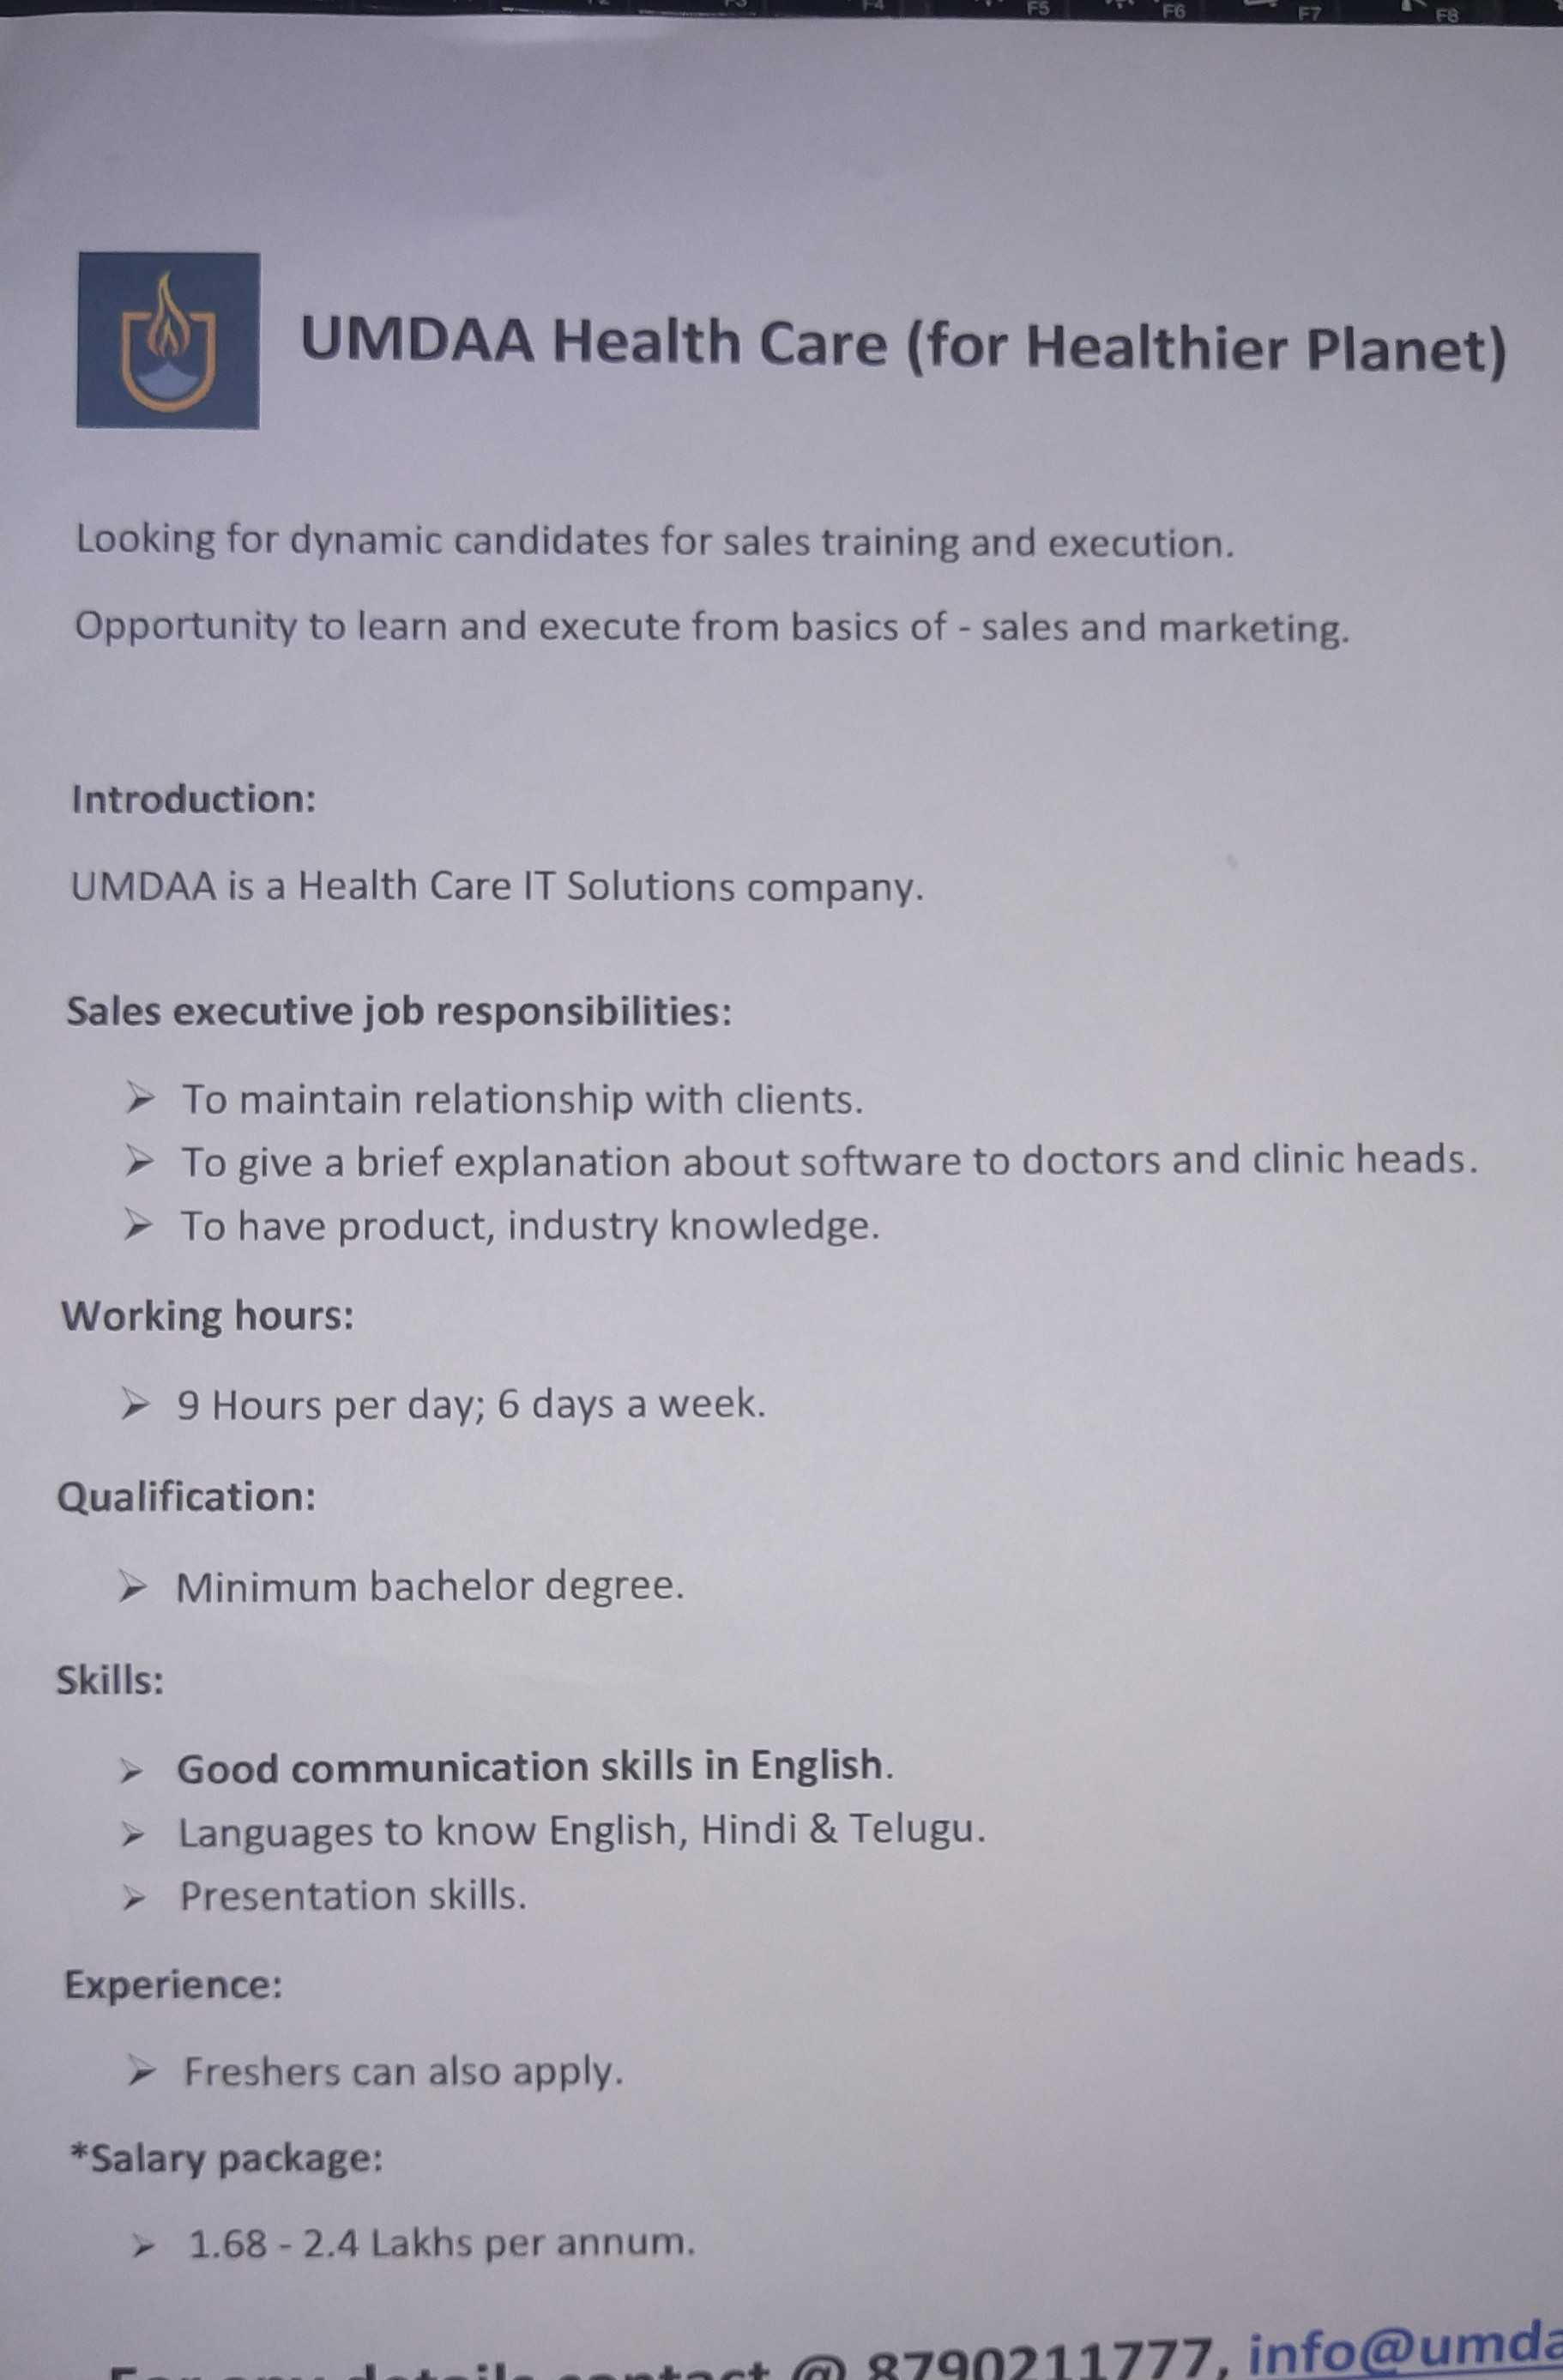 F5 F6 F7 F8
UMDAA Health Care (for Healthier Planet)
Looking for dynamic candidates for sales training and execution.
Opportunity to learn and execute from basics of - sales and marketing.
Introduction:
UMDAA is a Health Care IT Solutions company.
Sales executive job responsibilities:
➢ To maintain relationship with clients.
➢ To give a brief explanation about software to doctors and clinic heads.
➢ To have product, industry knowledge.
Working hours:
➢ 9 Hours per day; 6 days a week.
Qualification:
➢ Minimum bachelor degree.
Skills:
➢ Good communication skills in English.
➢ Languages to know English, Hindi & Telugu.
➢ Presentation skills.
Experience:
➢ Freshers can also apply.
*Salary package:
➢ 1.68 - 2.4 Lakhs per annum.
For any details contact @ 8790211777, info@umda